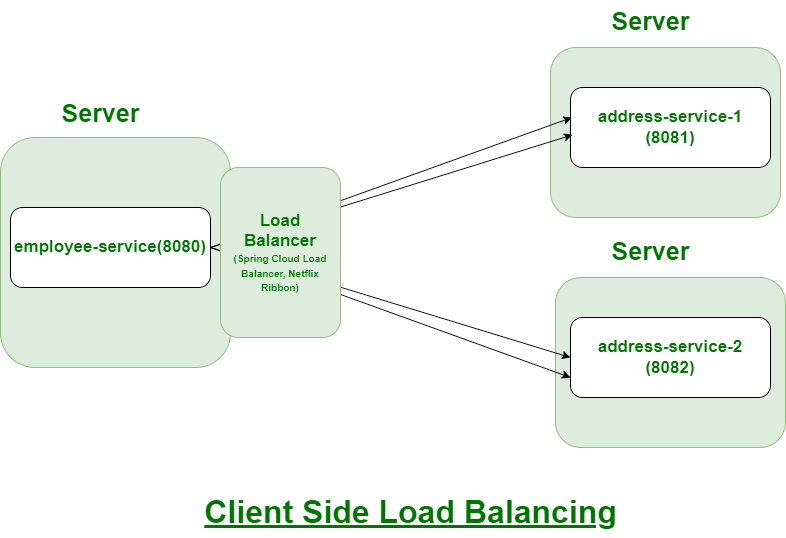 Server
address-service-1
(8081)
Server
employee-service(8080)
Load
Balancer
(Spring Cloud Load
Balancer, Netflix
Ribbon)
Server
address-service-2
(8082)
Client Side Load Balancing